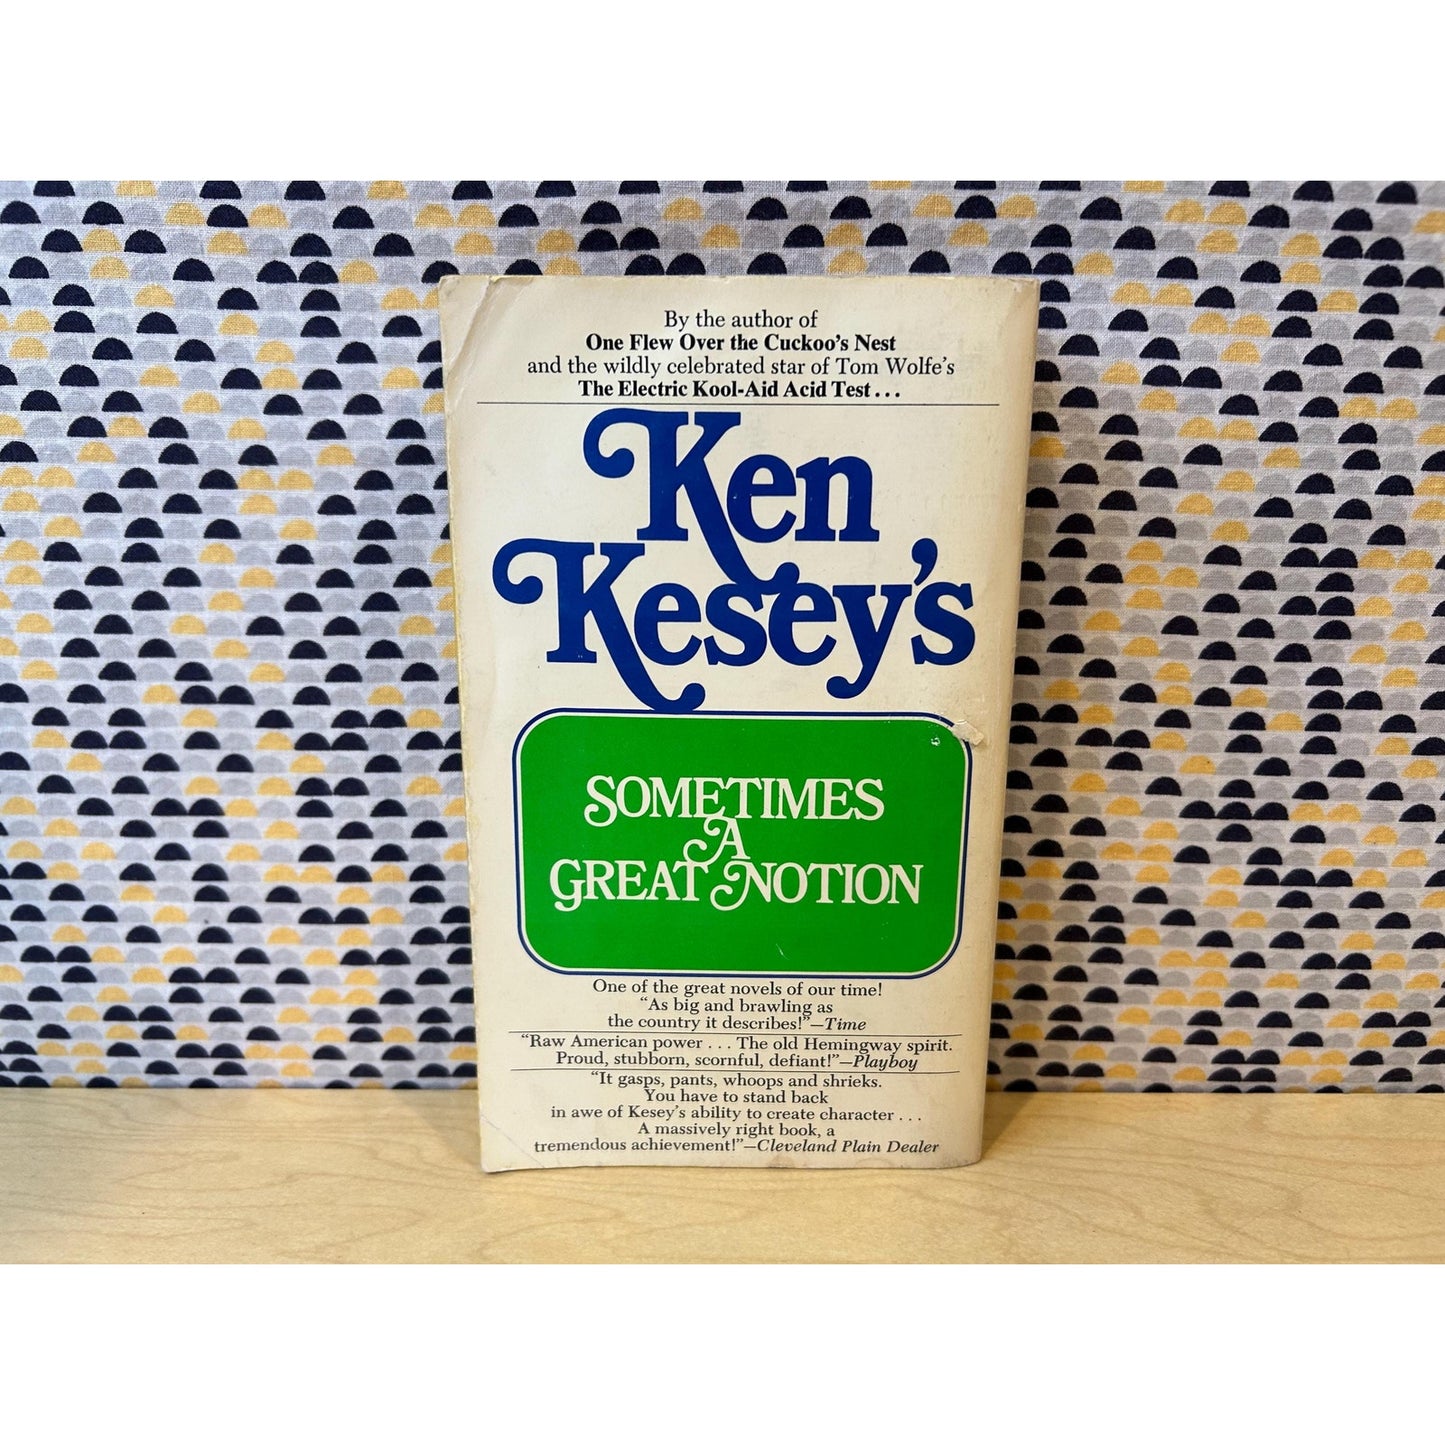 By the author of
One Flew Over the Cuckoo's Nest
and the wildly celebrated star of Tom Wolfe's
The Electric Kool-Aid Acid Test . . .
Ken
Kesey's
SOMETIMES
A
GREAT NOTION
One of the great novels of our time!
“As big and brawling as
the country it describes!”—Time
“Raw American power . . . The old Hemingway spirit.
Proud, stubborn, scornful, defiant!”—Playboy
“It gasps, pants, whoops and shrieks.
You have to stand back
in awe of Kesey's ability to create character . . .
A massively right book, a
tremendous achievement!”—Cleveland Plain Dealer